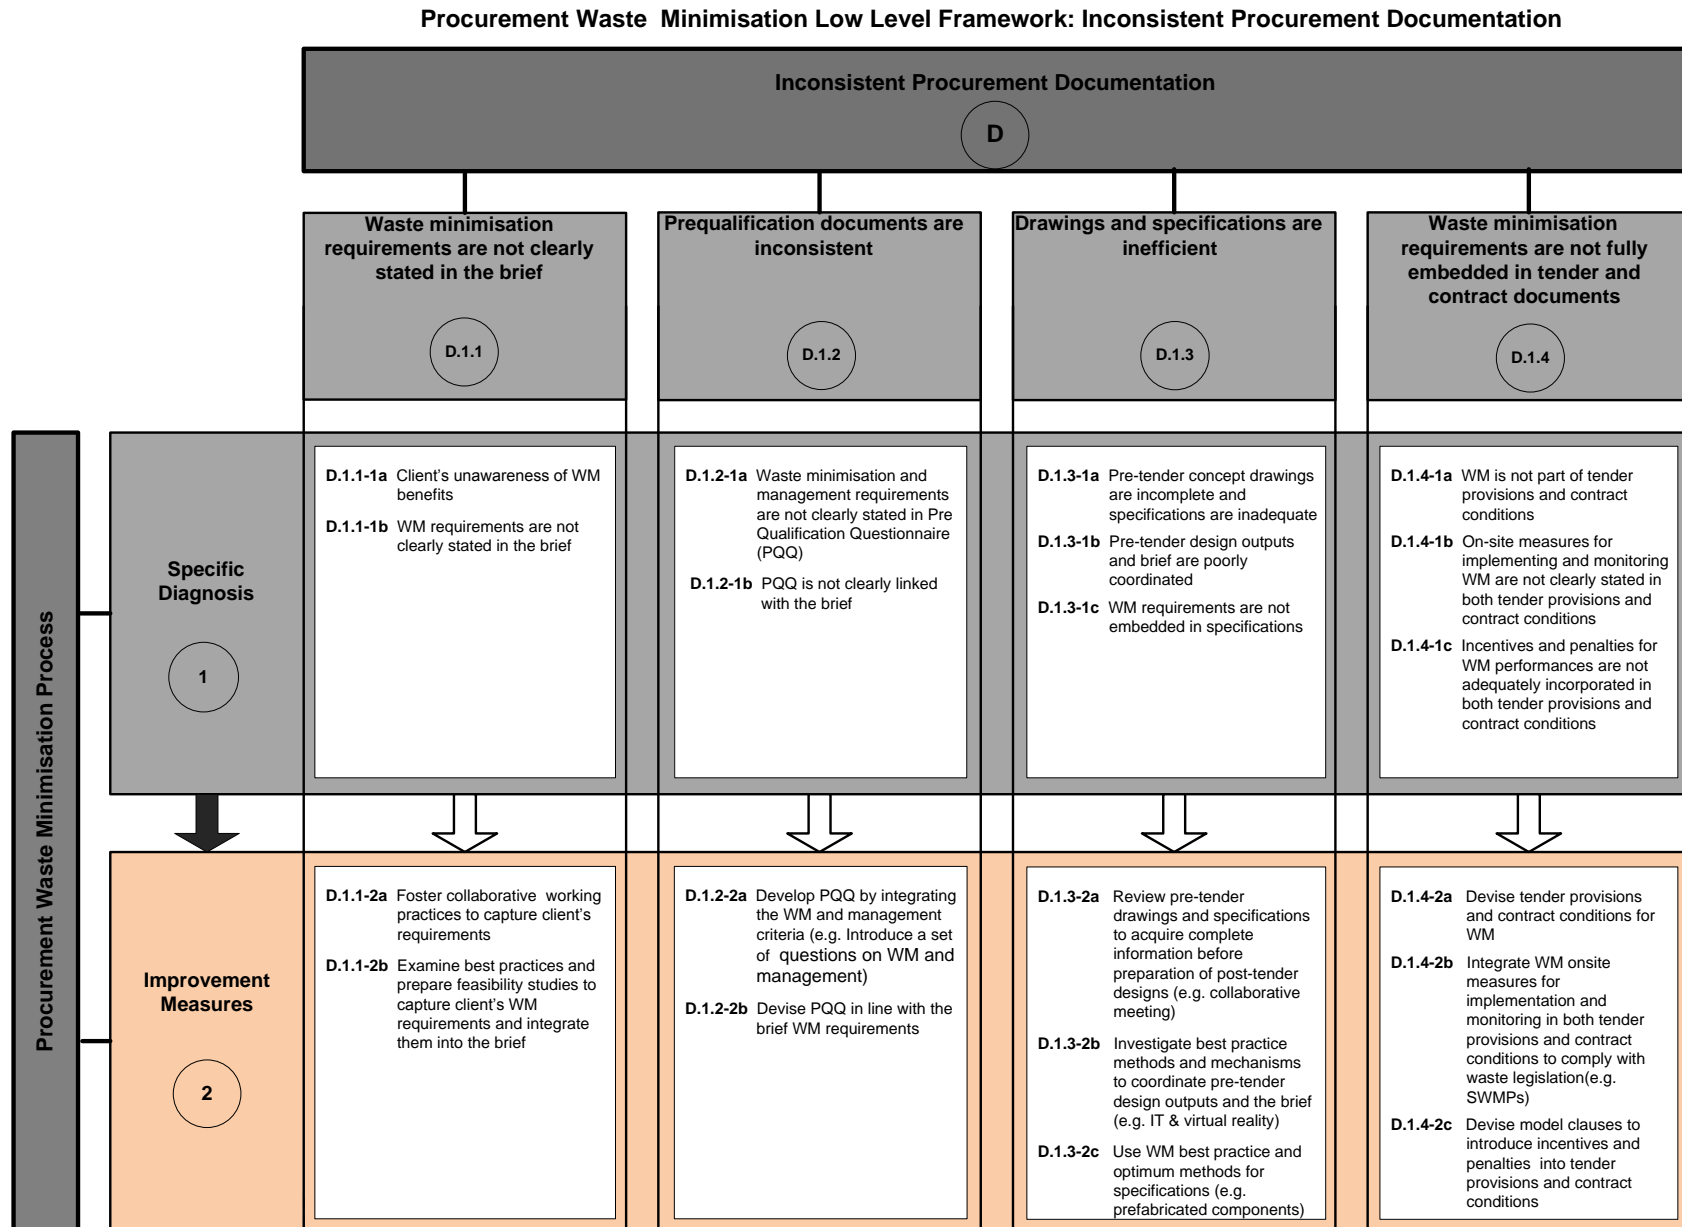 Procurement Waste  Minimisation Low Level Framework: Inconsistent Procurement Documentation
Inconsistent Procurement Documentation
D
Waste minimisation
requirements are not clearly
stated in the brief
D.1.1
Prequalification documents are
inconsistent
D.1.2
Drawings and specifications are
inefficient
D.1.3
Waste minimisation
requirements are not fully
embedded in tender and
contract documents
D.1.4
Procurement Waste Minimisation Process
Specific
Diagnosis
1
D.1.1-1a Client's unawareness of WM
benefits
D.1.1-1b WM requirements are not
clearly stated in the brief
D.1.2-1a Waste minimisation and
management requirements
are not clearly stated in Pre
Qualification Questionnaire
(PQQ)
D.1.2-1b PQQ is not clearly linked
with the brief
D.1.3-1a Pre-tender concept drawings
are incomplete and
specifications are inadequate
D.1.3-1b Pre-tender design outputs
and brief are poorly
coordinated
D.1.3-1c WM requirements are not
embedded in specifications
D.1.4-1a WM is not part of tender
provisions and contract
conditions
D.1.4-1b On-site measures for
implementing and monitoring
WM are not clearly stated in
both tender provisions and
contract conditions
D.1.4-1c Incentives and penalties for
WM performances are not
adequately incorporated in
both tender provisions and
contract conditions
Improvement
Measures
2
D.1.1-2a Foster collaborative  working
practices to capture client's
requirements
D.1.1-2b Examine best practices and
prepare feasibility studies to
capture client's WM
requirements and integrate
them into the brief
D.1.2-2a Develop PQQ by integrating
the WM and management
criteria (e.g. Introduce a set
of  questions on WM and
management)
D.1.2-2b Devise PQQ in line with the
brief WM requirements
D.1.3-2a Review pre-tender
drawings and specifications
to acquire complete
information before
preparation of post-tender
designs (e.g. collaborative
meeting)
D.1.3-2b Investigate best practice
methods and mechanisms
to coordinate pre-tender
design outputs and the brief
(e.g. IT & virtual reality)
D.1.3-2c Use WM best practice and
optimum methods for
specifications (e.g.
prefabricated components)
D.1.4-2a Devise tender provisions
and contract conditions for
WM
D.1.4-2b Integrate WM onsite
measures for
implementation and
monitoring in both tender
provisions and contract
conditions to comply with
waste legislation(e.g.
SWMPs)
D.1.4-2c Devise model clauses to
introduce incentives and
penalties  into tender
provisions and contract
conditions